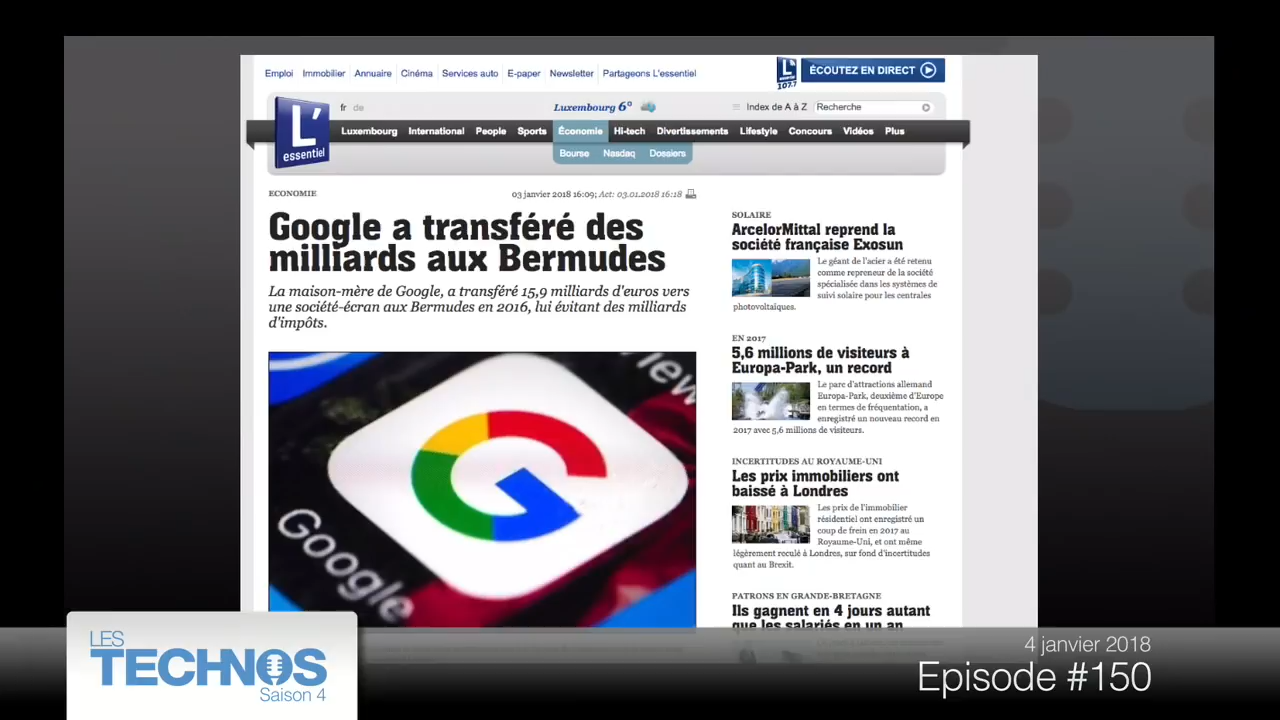 Emploi Immobilier Annuaire Cinéma Services auto E-paper Newsletter Partageons L'essentiel
L'essentiel 107.7
ÉCOUTEZ EN DIRECT
fr de
Luxembourg 6°
Index de A à Z Recherche
L'
essentiel
Luxembourg International People Sports Économie Hi-tech Divertissements Lifestyle Concours Vidéos Plus
Bourse Nasdaq Dossiers
ECONOMIE
03 janvier 2018 16:09; Act: 03.01.2018 16:18
Google a transféré des
milliards aux Bermudes
La maison-mère de Google, a transféré 15,9 milliards d'euros vers
une société-écran aux Bermudes en 2016, lui évitant des milliards
d'impôts.
view
G
Google
SOLAIRE
ArcelorMittal reprend la
société française Exosun
Le géant de l'acier a été retenu
comme repreneur de la société
spécialisée dans les systèmes de
suivi solaire pour les centrales
photovoltaïques.
EN 2017
5,6 millions de visiteurs à
Europa-Park, un record
Le parc d'attractions allemand
Europa-Park, deuxième d'Europe
en termes de fréquentation, a
enregistré un nouveau record en
2017 avec 5,6 millions de visiteurs.
INCERTITUDES AU ROYAUME-UNI
Les prix immobiliers ont
baissé à Londres
Les prix de l'immobilier
résidentiel ont enregistré un
coup de frein en 2017 au
Royaume-Uni, et ont même
légèrement reculé à Londres, sur fond d'incertitudes
quant au Brexit.
PATRONS EN GRANDE-BRETAGNE
Ils gagnent en 4 jours autant
que les salariés en un an
LES
TECHNOS
Saison 4
4 janvier 2018
Episode #150